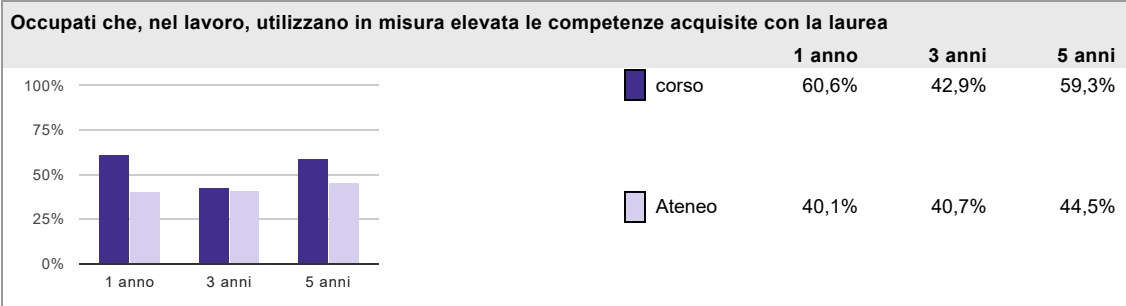 Occupati che, nel lavoro, utilizzano in misura elevata le competenze acquisite con la laurea
1 anno 3 anni 5 anni
corso 60,6% 42,9% 59,3%
Ateneo 40,1% 40,7% 44,5%
100%
75%
50%
25%
0%
1 anno 3 anni 5 anni